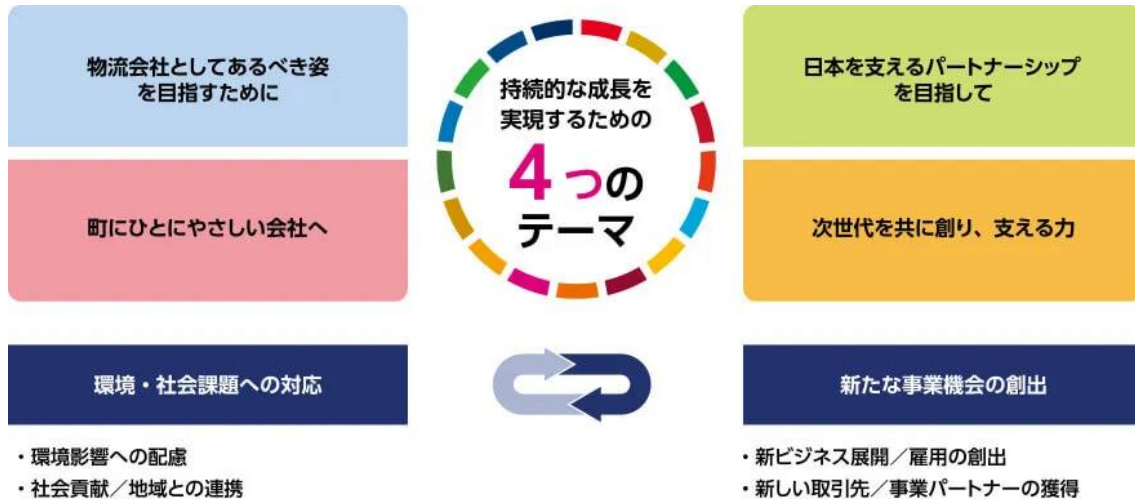 物流会社としてあるべき姿
を目指すために
町にひとにやさしい会社へ
持続的な成長を
実現するための
4つの
テーマ
日本を支えるパートナーシップ
を目指して
次世代を共に創り、支える力
環境・社会課題への対応
・環境影響への配慮
・社会貢献／地域との連携
新たな事業機会の創出
・新ビジネス展開／雇用の創出
・新しい取引先／事業パートナーの獲得